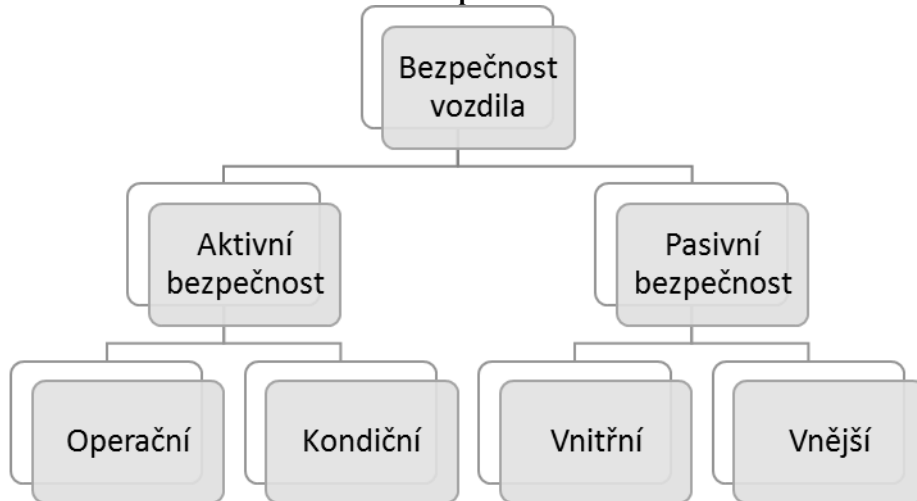 Bezpečnost
vozdila
Aktivní
bezpečnost
Pasivní
bezpečnost
Operační
Kondiční
Vnitřní
Vnější